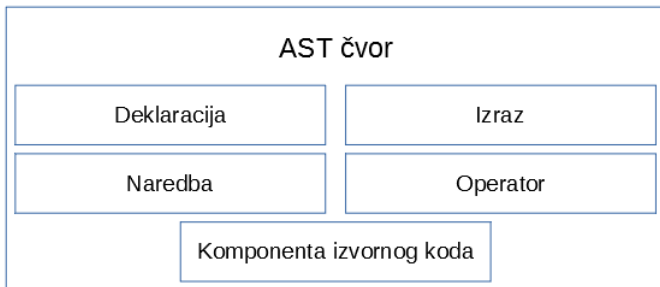 AST čvor
Deklaracija
Izraz
Naredba
Operator
Komponenta izvornog koda